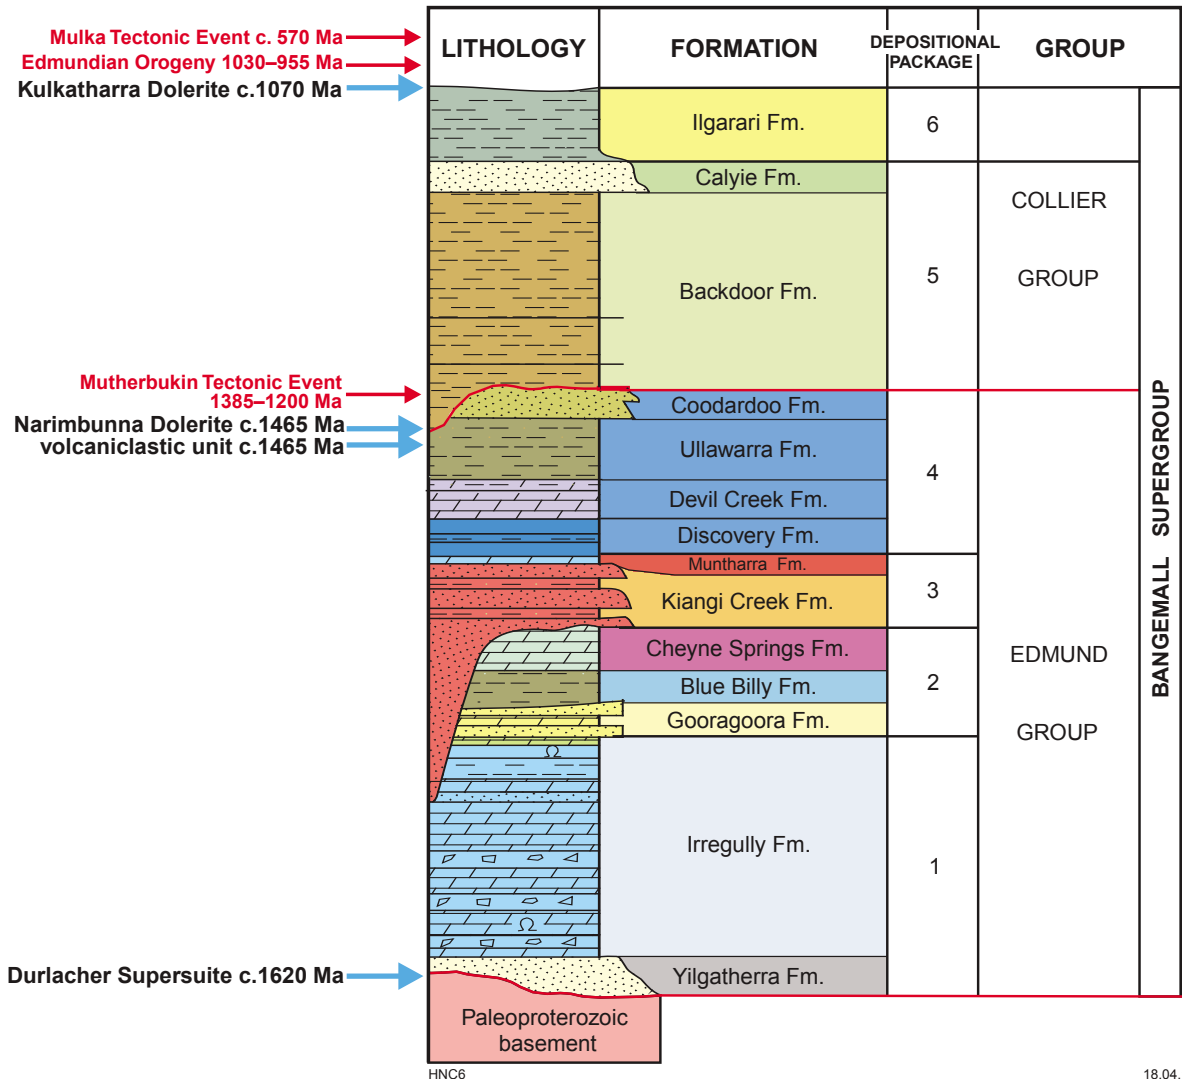 Mulka Tectonic Event c. 570 Ma
Edmundian Orogeny 1030–955 Ma
Kulkatharra Dolerite c.1070 Ma
LITHOLOGY
FORMATION
DEPOSITIONAL
PACKAGE
GROUP
Ilgarari Fm.
6
Calyie Fm.
COLLIER
GROUP
Backdoor Fm.
5
Mutherbukin Tectonic Event
1385–1200 Ma
Narimbunna Dolerite c.1465 Ma
volcaniclastic unit c.1465 Ma
Coodardoo Fm.
Ullawarra Fm.
4
Devil Creek Fm.
Discovery Fm.
Muntharra Fm.
Kiangi Creek Fm.
3
Cheyne Springs Fm.
Blue Billy Fm.
2
Gooragoora Fm.
EDMUND
GROUP
BANGEMALL SUPERGROUP
Ω
Irregully Fm.
1
Ω
Durlacher Supersuite c.1620 Ma
Yilgatherra Fm.
Paleoproterozoic
basement
HNC6
18.04.